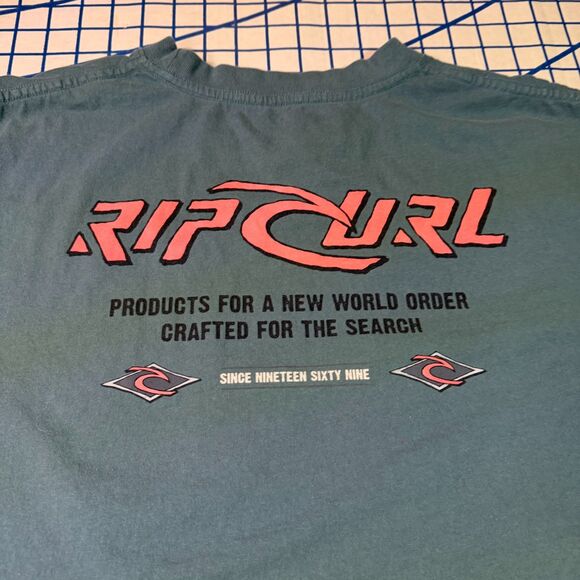 RIPCURL
PRODUCTS FOR A NEW WORLD ORDER
CRAFTED FOR THE SEARCH
SINCE NINETEEN SIXTY NINE